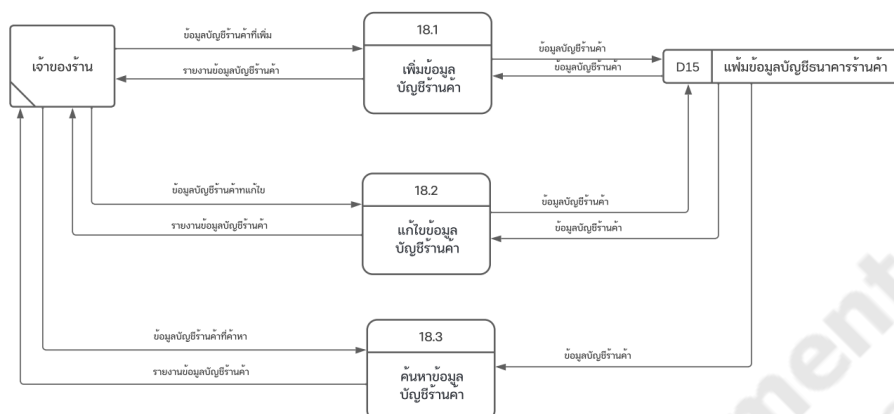 18.1
ข้อมูลบัญชีร้านค้าที่เพิ่ม
ข้อมูลบัญชีร้านค้า
เจ้าของร้าน
รายงานข้อมูลบัญชีร้านค้า
เพิ่มข้อมูล
บัญชีร้านค้า
ข้อมูลบัญชีร้านค้า
D15
แฟ้มข้อมูลบัญชีธนาคารร้านค้า
18.2
ข้อมูลบัญชีร้านค้าทแก้ไข
ข้อมูลบัญชีร้านค้า
รายงานข้อมูลบัญชีร้านค้า
แก้ไขข้อมูล
บัญชีร้านค้า
ข้อมูลบัญชีร้านค้า
18.3
ข้อมูลบัญชีร้านค้าที่ค้าหา
ข้อมูลบัญชีร้านค้า
รายงานข้อมูลบัญชีร้านค้า
ค้นหาข้อมูล
บัญชีร้านค้า